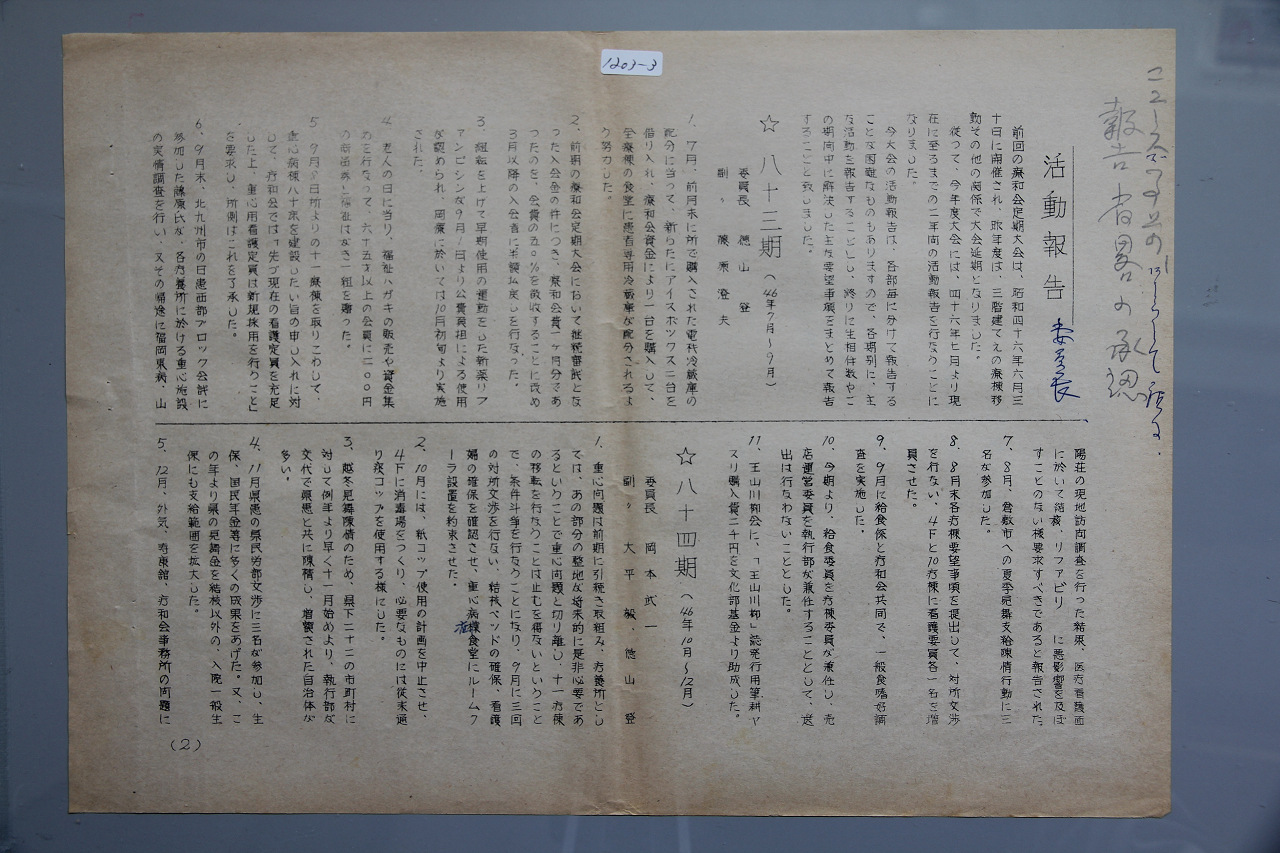 1203-3
報告省略の承認
活動報告 委員長
前回の療和会定期大会は、昭和四十六年六月三
十日に開催され、昨年度は、三階建てえの病棟移
動その他の関係で大会延期となりました。
従つて、今年度大会には、四十六年七月より現
在に至るまでの二年間の活動報告を行なうことに
なりました。
今大会の活動報告は、各部毎に分けて報告する
ことは困難なものもありますので、各期別に、主
な活動を報告することとし、終りに生相件数やこ
の期間中に解決した主な要望事項をまとめて報告
することと致しました。
☆ 八十三期 (46年7月〜9月)
委員長 徳山 登
副〃 藤原澄夫
1、7月、前月末に所で購入された電気冷蔵庫の
配分に当って、新らたにアイスボックス二台を
借り入れ、療和会資金により一台を購入して、
全療棟の食堂に患者専用冷蔵庫が配分されるよ
う努力した。
2、前期の療和会定期大会において継続審議とな
った入会金の件につき、療和会費一ヶ月分であ
ったのを、会費の五〇%を徴収することに改め
3月以降の入会者に半額払戻しを行なった。
3、運転を上げて早期使用の運動をした新薬リフ
アンピシンが9月1日より公費負担による使用
が認められ、岡療に於いては10月初旬より実施
された。
4、老人の日に当り、福祉ハガキの販売や資金集
めを行なって、六十五才以上の会員に二〇〇円
の商品券と福祉はがき一組を贈った。
5、9月8日所よりの十一療棟を取りこわして、
重心病棟八十床を建設したい旨の申し入れに対
して、療和会では「先ず現在の看護定員を充足
した上、重心用看護定員は新規採用を行うこと」
を要求し、所側はこれを了承した。
6、9月末、北九州市の日患西部ブロック会議に
参加した藤原氏が、各療養所に於ける重心施設
の実情調査を行い、又その帰途に福岡東病、山
陽荘の現地訪問調査を行った結果、医療看護面
に於いて結核、リファビリ に悪影響を及ぼ
すことのない様要求すべきであると報告された
7、8月、倉敷市への夏季見舞支給陳情行動に三
名が参加した。
8、8月末各療棟要望事項を提出して、対所交渉
を行ない、4下と10療棟に看護要員各一名を増
員させた。
9、9月に給食係と療和会共同で、一般食嗜好調
査を実施した。
10、今期より、給食委員を療棟委員が兼任し、売
店運営委員を執行部が兼任することとして、選
出は行なわないこととした。
11、王山川柳会に、「王山川柳」誌発行用筆耕ヤ
スリ購入費二千円を文化部基金より助成した。
☆八十四期 (46年10月〜12月)
委員長 岡本武一
副〃 大平毅、徳山登
1、重心問題は前期に引続き取組み、療養所とし
ては、あの部分の整地が将来的に是非必要であ
るということで重心問題と切り離し、十一療棟
の移転を行なうことは止むを得ないということ
で、条件斗争を行なうことになり、9月に三回
の対所交渉を行ない、結核ベッドの確保、看護
婦の確保を確認させ、重心病棟食堂にルームク
ーラ設置を約束させた。
2、10月には、紙コップ使用の計画を中止させ、
4下に消毒場をつくり、必要なものには従来通
り痰コップを使用する様にした。
3、越冬見舞陳情のため、県下二十二の市町村に
対して例年より早く十一月始めより、執行部が
交代で県患と共に陳情し、増額された自治体が
多い。
4、11月県患の県民労部交渉に三名が参加し、生
保、国民年金等に多くの成果をあげた。又、こ
の年より県の見舞金を結核以外の、入院一般生
保にも支給範囲を拡大した。
5、12月、外気、寿康館、療和会事務所の問題に
(2)